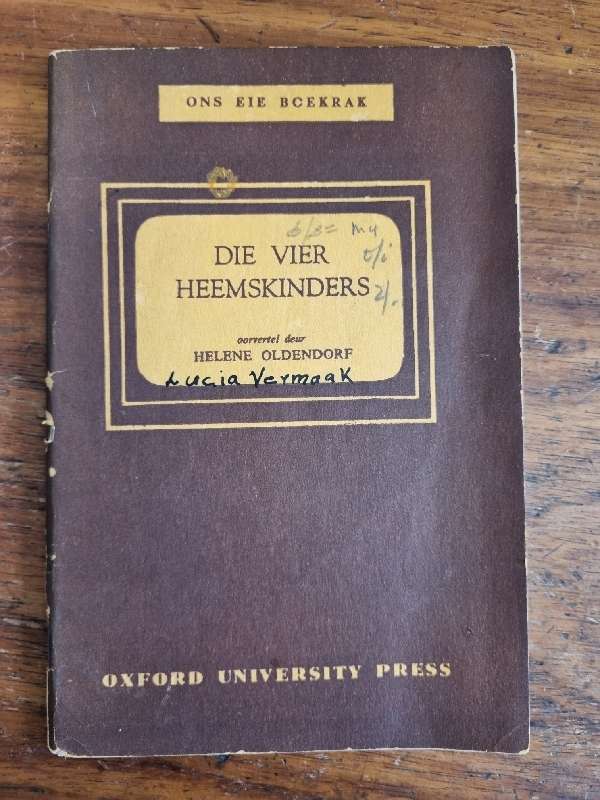 ONS EIE BOEKRAK
DIE VIER
HEEMSKINDERS
oorvertel deur
HELENE OLDENDORF
Lucia Vermaak
OXFORD UNIVERSITY PRESS